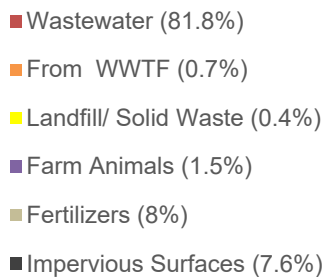 Wastewater (81.8%)
From WWTF (0.7%)
Landfill/ Solid Waste (0.4%)
Farm Animals (1.5%)
Fertilizers (8%)
Impervious Surfaces (7.6%)